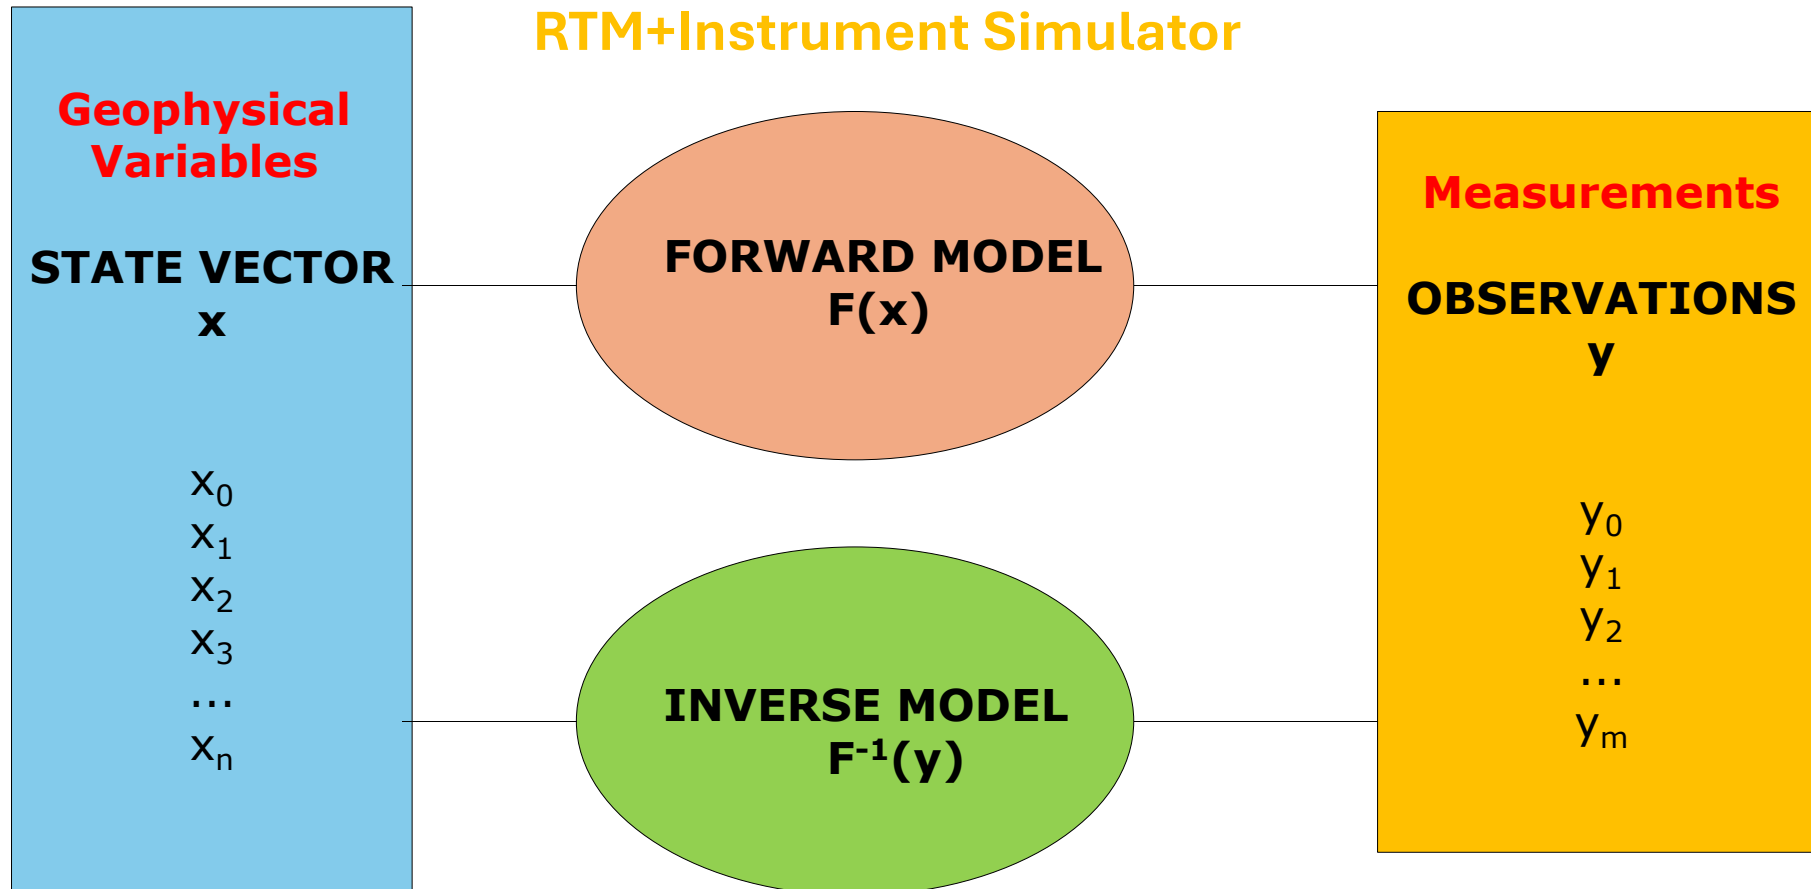 RTM+Instrument Simulator
Geophysical
Variables
STATE VECTOR
x
x₀
x₁
x₂
x₃
...
xₙ
FORWARD MODEL
F(x)
INVERSE MODEL
F⁻¹(y)
Measurements
OBSERVATIONS
y
y₀
y₁
y₂
...
yₘ